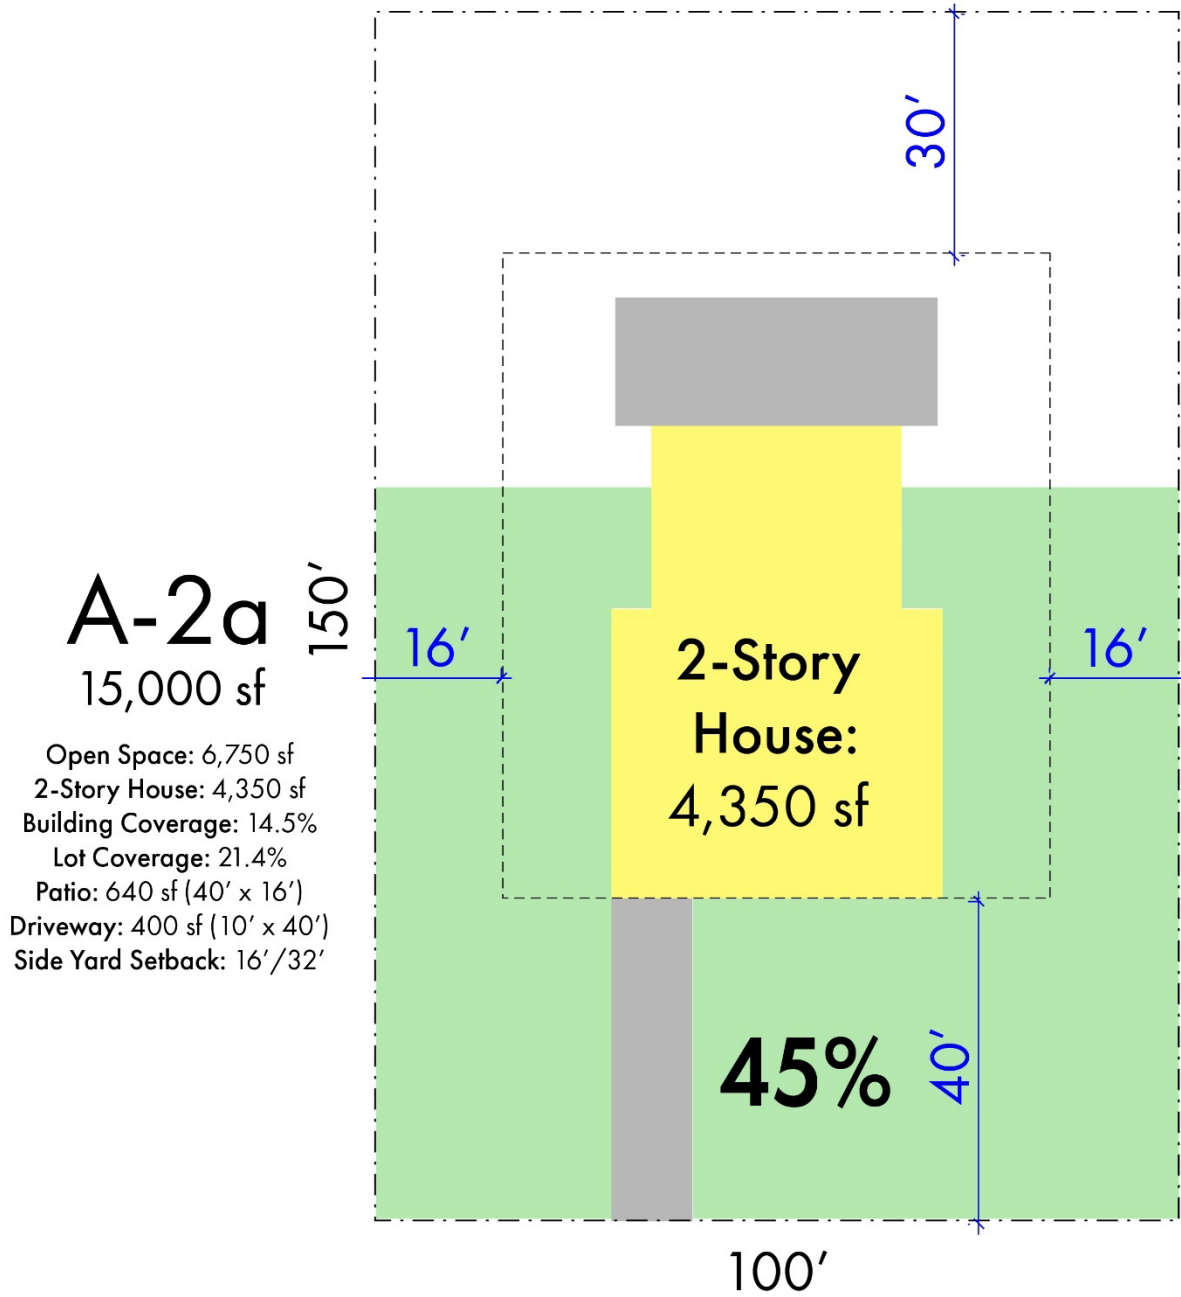 30′
A-2a
15,000 sf
150′
16′
16′
2-Story
House:
4,350 sf
Open Space: 6,750 sf
2-Story House: 4,350 sf
Building Coverage: 14.5%
Lot Coverage: 21.4%
Patio: 640 sf (40′ x 16′)
Driveway: 400 sf (10′ x 40′)
Side Yard Setback: 16′/32′
45%
40′
100′